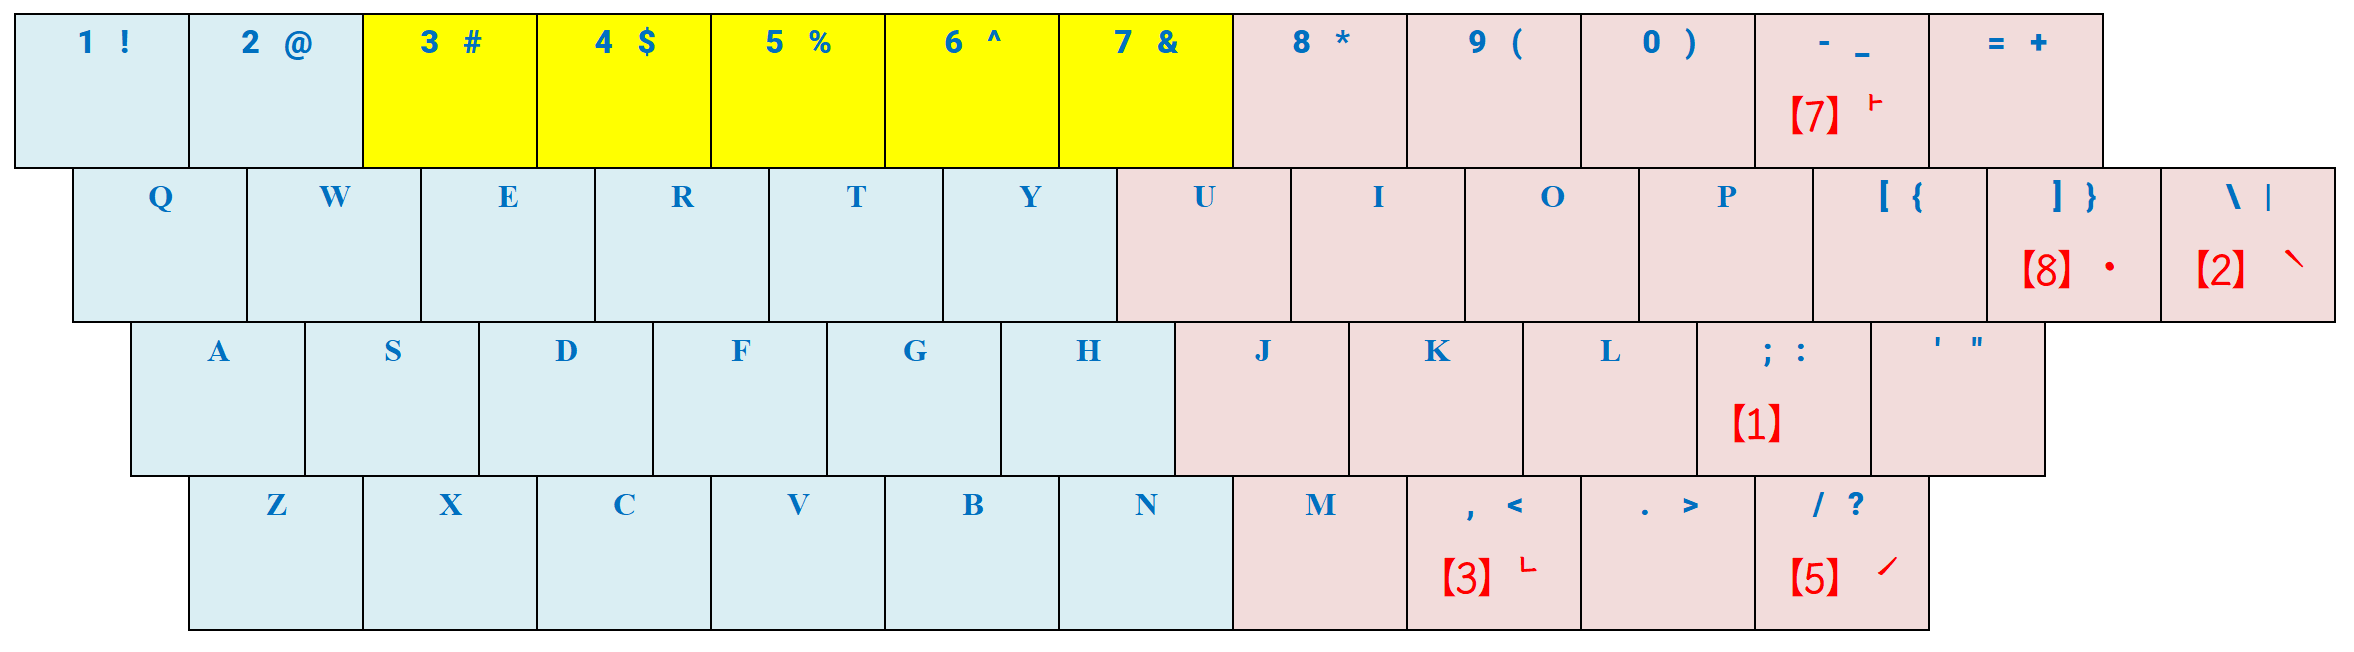 1 ! 2 @ 3 # 4 $ 5 % 6 ^ 7 & 8 * 9 ( 0 ) - _ = +
【7】 ⊦
Q W E R T Y U I O P [ { ] } \ |
【8】 • 【2】 ㇔
A S D F G H J K L ; : ' "
【1】
Z X C V B N M , < . > / ?
【3】 ㄴ 【5】 ˊ